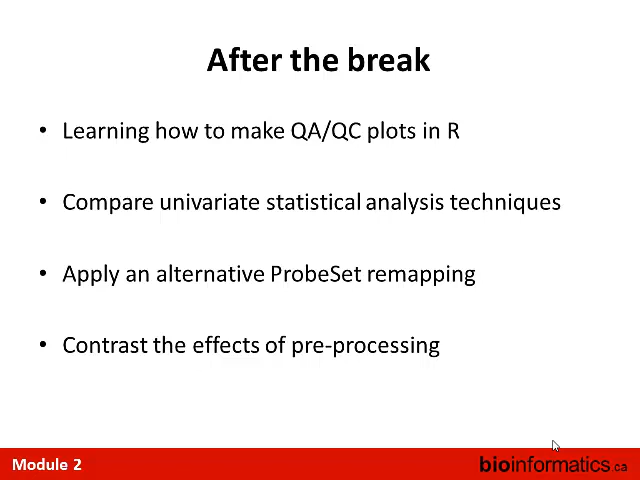 After the break
• Learning how to make QA/QC plots in R
• Compare univariate statistical analysis techniques
• Apply an alternative ProbeSet remapping
• Contrast the effects of pre-processing
Module 2
bioinformatics.ca